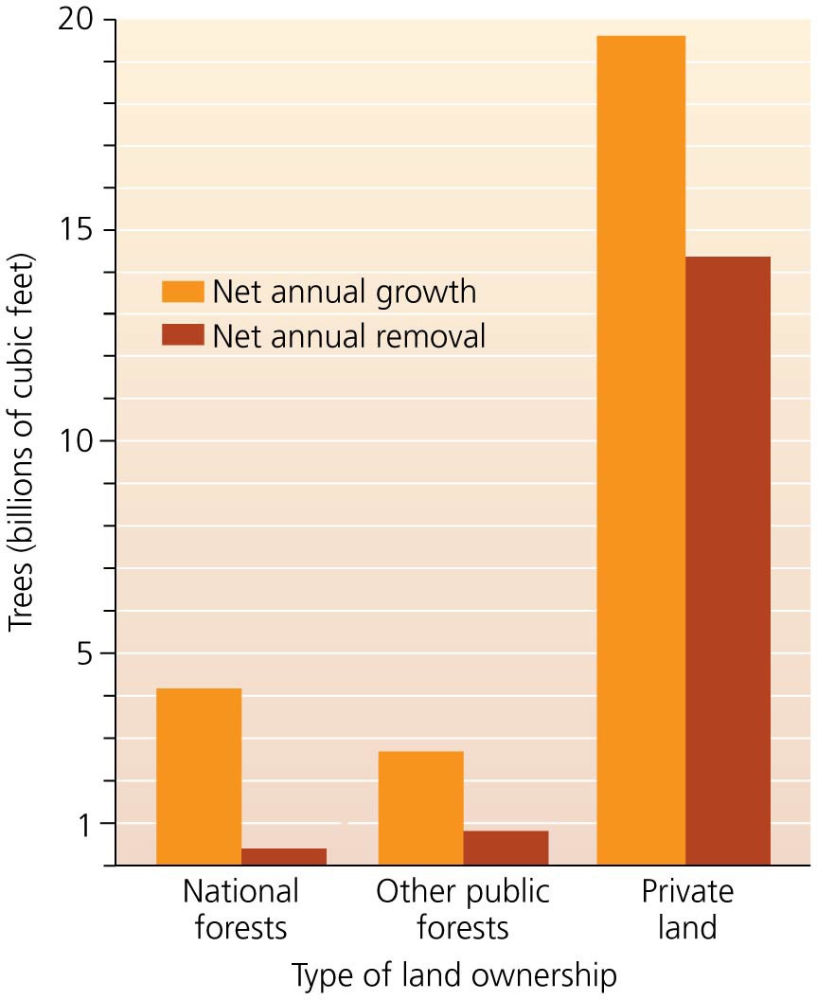 20
15
10
5
1
Trees (billions of cubic feet)
Net annual growth
Net annual removal
National
forests
Other public
forests
Private
land
Type of land ownership